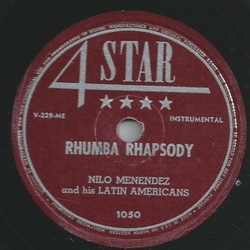 4 STAR
V-229-ME
INSTRUMENTAL
RHUMBA RHAPSODY
NILO MENENDEZ
and his LATIN AMERICANS
1050